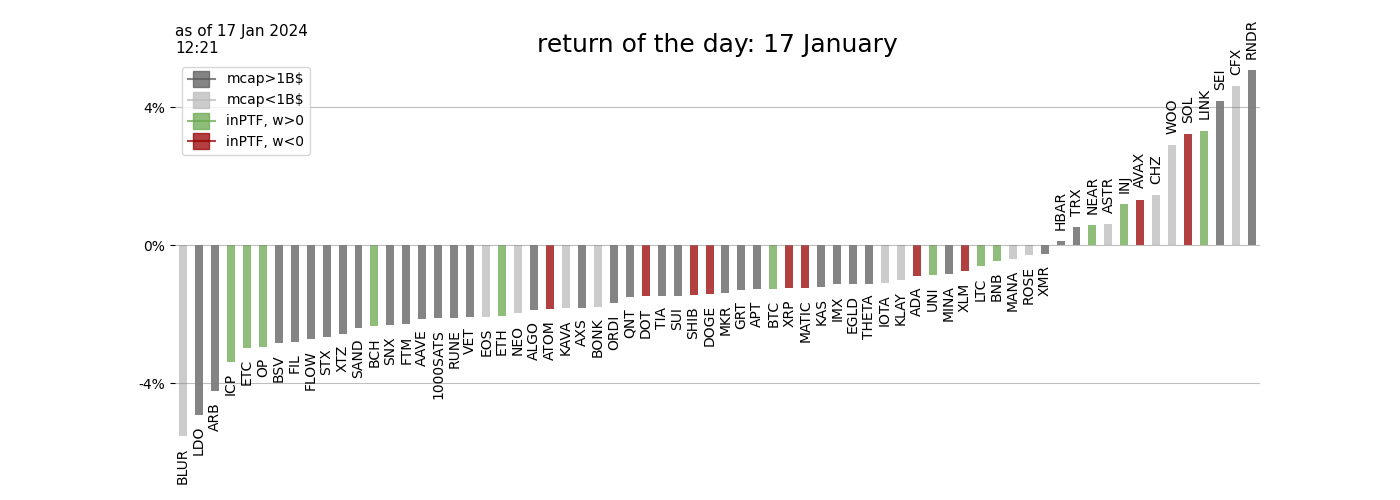 as of 17 Jan 2024
12:21
return of the day: 17 January
mcap>1B$
mcap<1B$
inPTF, w>0
inPTF, w<0
4%
0%
-4%
BLUR
LDO
ARB
ICP
ETC
OP
BSV
FIL
FLOW
STX
XTZ
SAND
BCH
SNX
FTM
AAVE
1000SATS
RUNE
VET
EOS
ETH
NEO
ALGO
ATOM
KAVA
AXS
BONK
ORDI
QNT
DOT
TIA
SUI
SHIB
DOGE
MKR
GRT
APT
BTC
XRP
MATIC
KAS
IMX
EGLD
THETA
IOTA
KLAY
ADA
UNI
MINA
XLM
LTC
BNB
MANA
ROSE
XMR
HBAR
TRX
NEAR
ASTR
INJ
AVAX
CHZ
WOO
SOL
LINK
SEI
CFX
RNDR